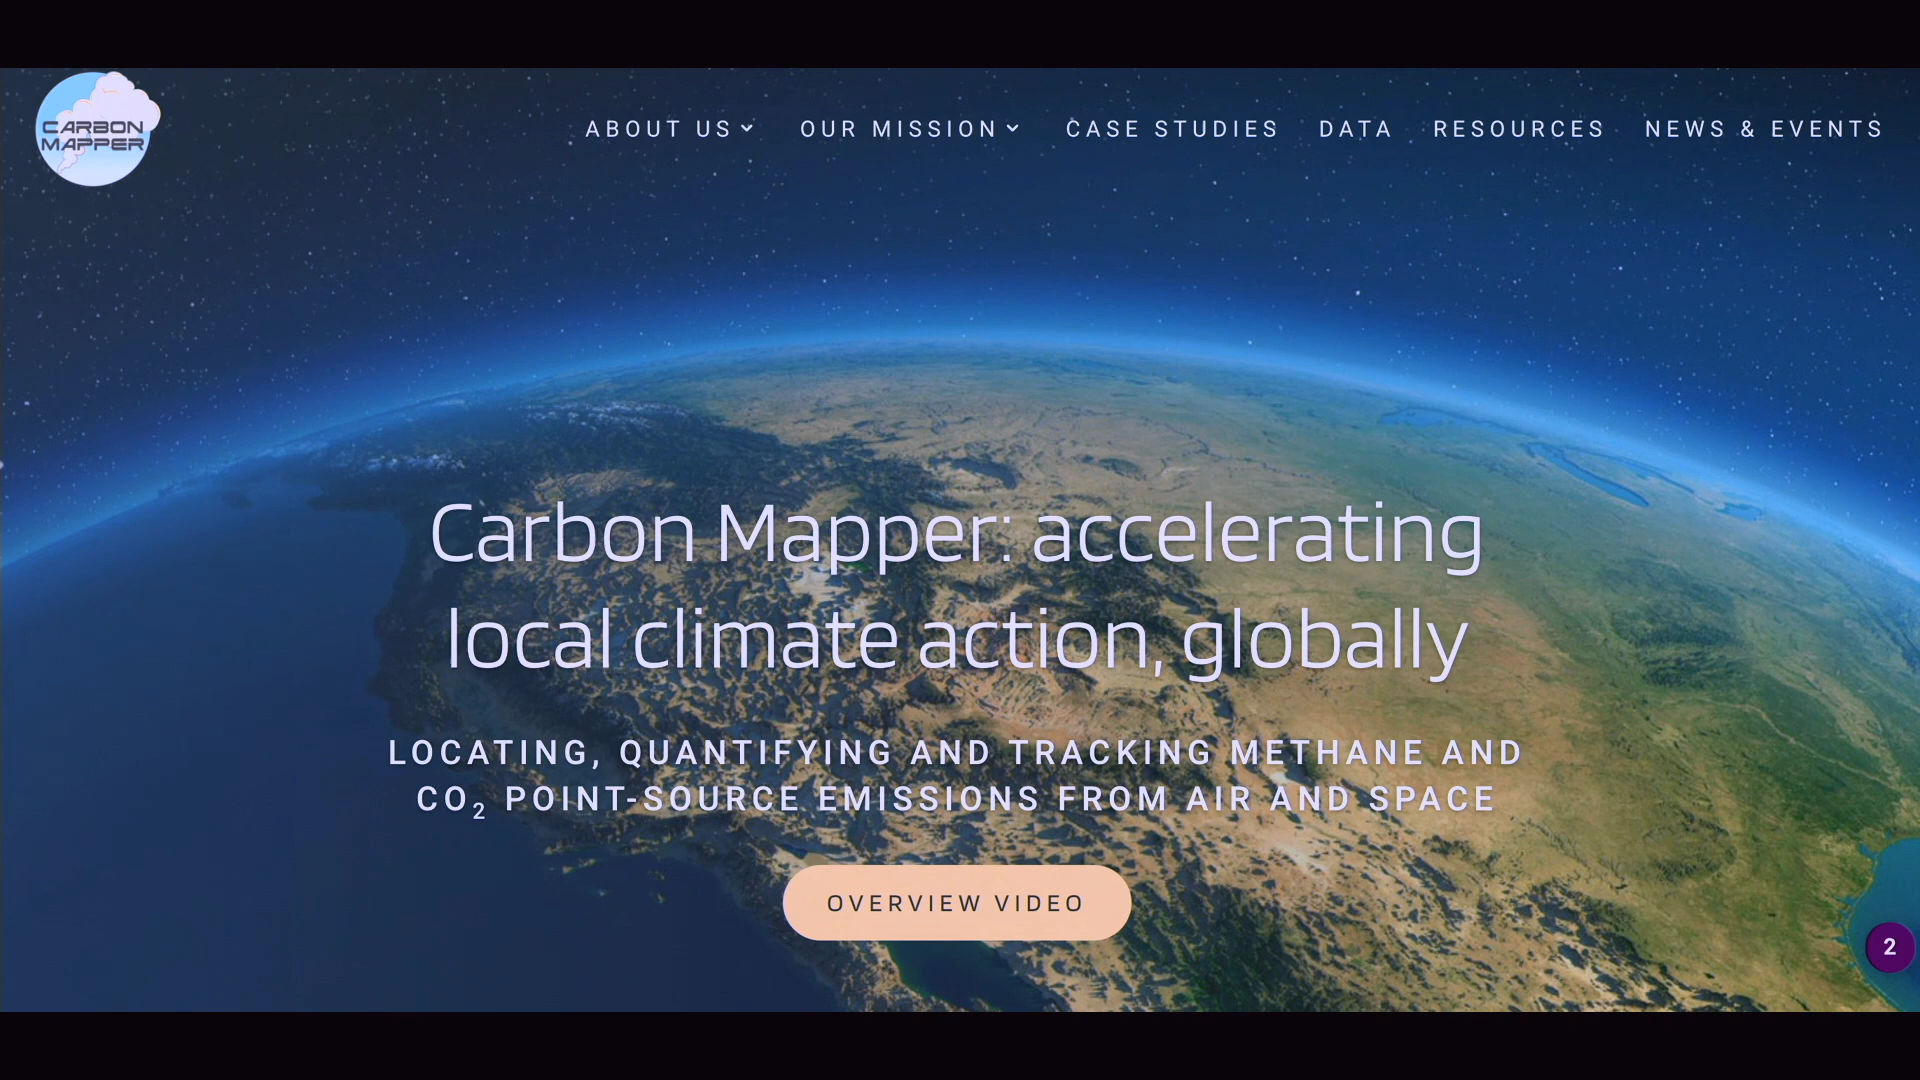 CARBON
MAPPER
ABOUT US
OUR MISSION
CASE STUDIES
DATA
RESOURCES
NEWS & EVENTS
Carbon Mapper: accelerating
local climate action, globally
LOCATING, QUANTIFYING AND TRACKING METHANE AND
CO₂ POINT-SOURCE EMISSIONS FROM AIR AND SPACE
OVERVIEW VIDEO
2